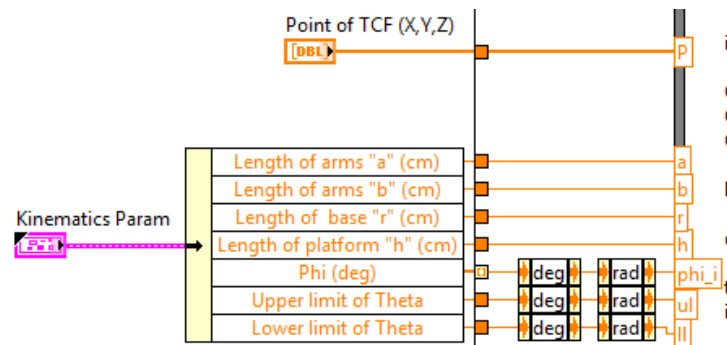 Point of TCF (X,Y,Z)
[DBL]
P
Length of arms "a" (cm)
a
Length of arms "b" (cm)
b
Kinematics Param
Length of  base "r" (cm)
r
Length of platform "h" (cm)
h
Phi (deg)
deg
rad
phi_i
Upper limit of Theta
deg
rad
ul
Lower limit of Theta
deg
rad
ll